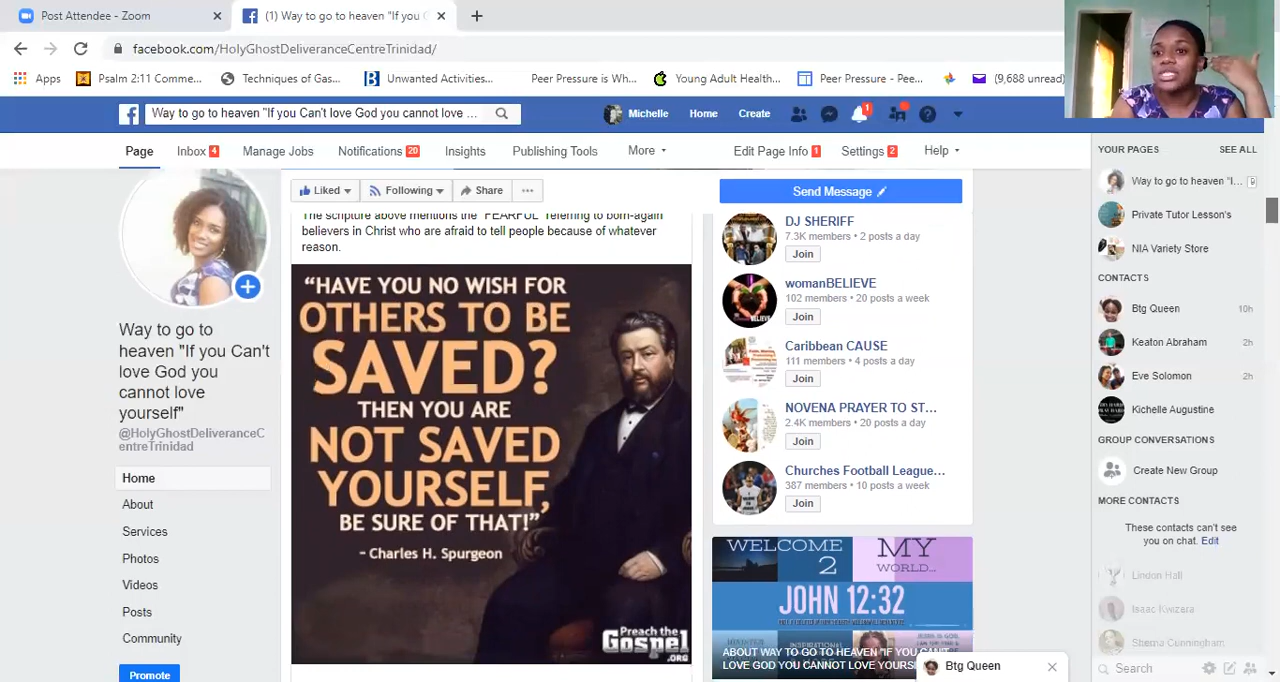 Post Attendee - Zoom
(1) Way to go to heaven "If you C
facebook.com/HolyGhostDeliveranceCentreTrinidad/
Apps
Psalm 2:11 Comme...
Techniques of Gas...
Unwanted Activities...
Peer Pressure is Wh...
Young Adult Health...
Peer Pressure - Pee...
(9,688 unread)
Way to go to heaven "If you Can't love God you cannot love ...
Michelle
Home
Create
1
Page
Inbox 4
Manage Jobs
Notifications 20
Insights
Publishing Tools
More
Edit Page Info 1
Settings 2
Help
Liked
Following
Share
...
Send Message
Way to go to
heaven "If you Can't
love God you
cannot love
yourself"
@HolyGhostDeliveranceC
entreTrinidad
Home
About
Services
Photos
Videos
Posts
Community
Promote
The scripture above mentions the "FEARFUL" referring to born-again
believers in Christ who are afraid to tell people because of whatever
reason.
"HAVE YOU NO WISH FOR
OTHERS TO BE
SAVED?
THEN YOU ARE
NOT SAVED
YOURSELF,
BE SURE OF THAT!"
- Charles H. Spurgeon
Preach the
Gospel
.ORG
DJ SHERIFF
7.3K members • 2 posts a day
Join
womanBELIEVE
102 members • 20 posts a week
Join
Caribbean CAUSE
111 members • 4 posts a day
Join
NOVENA PRAYER TO ST...
2.4K members • 20 posts a day
Join
Churches Football League...
387 members • 10 posts a week
Join
WELCOME
2
MY
WORLD...
JOHN 12:32
INSPIRATIONAL
ABOUT WAY TO GO TO HEAVEN "IF YOU CAN'T
LOVE GOD YOU CANNOT LOVE YOURS
YOUR PAGES
SEE ALL
Way to go to heaven "I...
9
Private Tutor Lesson's
NIA Variety Store
CONTACTS
Btg Queen
10h
Keaton Abraham
2h
Eve Solomon
2h
Kichelle Augustine
GROUP CONVERSATIONS
Create New Group
MORE CONTACTS
These contacts can't see
you on chat. Edit
Lindon Hall
Isaac Kwizera
Sherma Cunningham
Search
Btg Queen